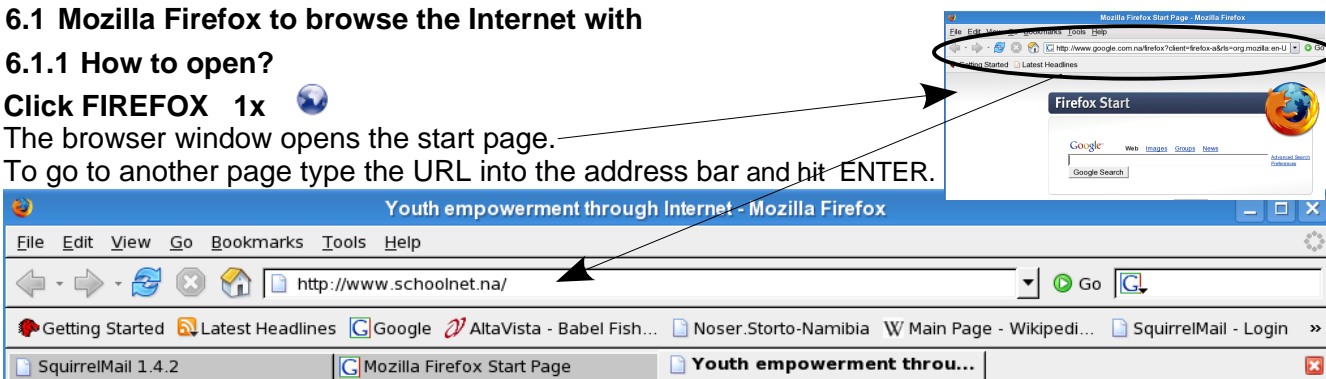 6.1 Mozilla Firefox to browse the Internet with
6.1.1 How to open?
Click FIREFOX 1x
The browser window opens the start page.
To go to another page type the URL into the address bar and hit ENTER.
Mozilla Firefox Start Page - Mozilla Firefox
File Edit View Go Bookmarks Tools Help
http://www.google.com.na/firefox?client=firefox-a&rls=org.mozilla:en-U Go
Getting Started Latest Headlines
Firefox Start
Google Web Images Groups News
Advanced Search
Preferences
Google Search
Youth empowerment through Internet - Mozilla Firefox
File Edit View Go Bookmarks Tools Help
http://www.schoolnet.na/ Go G
Getting Started Latest Headlines G Google AltaVista - Babel Fish... Noser.Storto-Namibia W Main Page - Wikipedi... SquirrelMail - Login »
SquirrelMail 1.4.2 G Mozilla Firefox Start Page Youth empowerment throu...